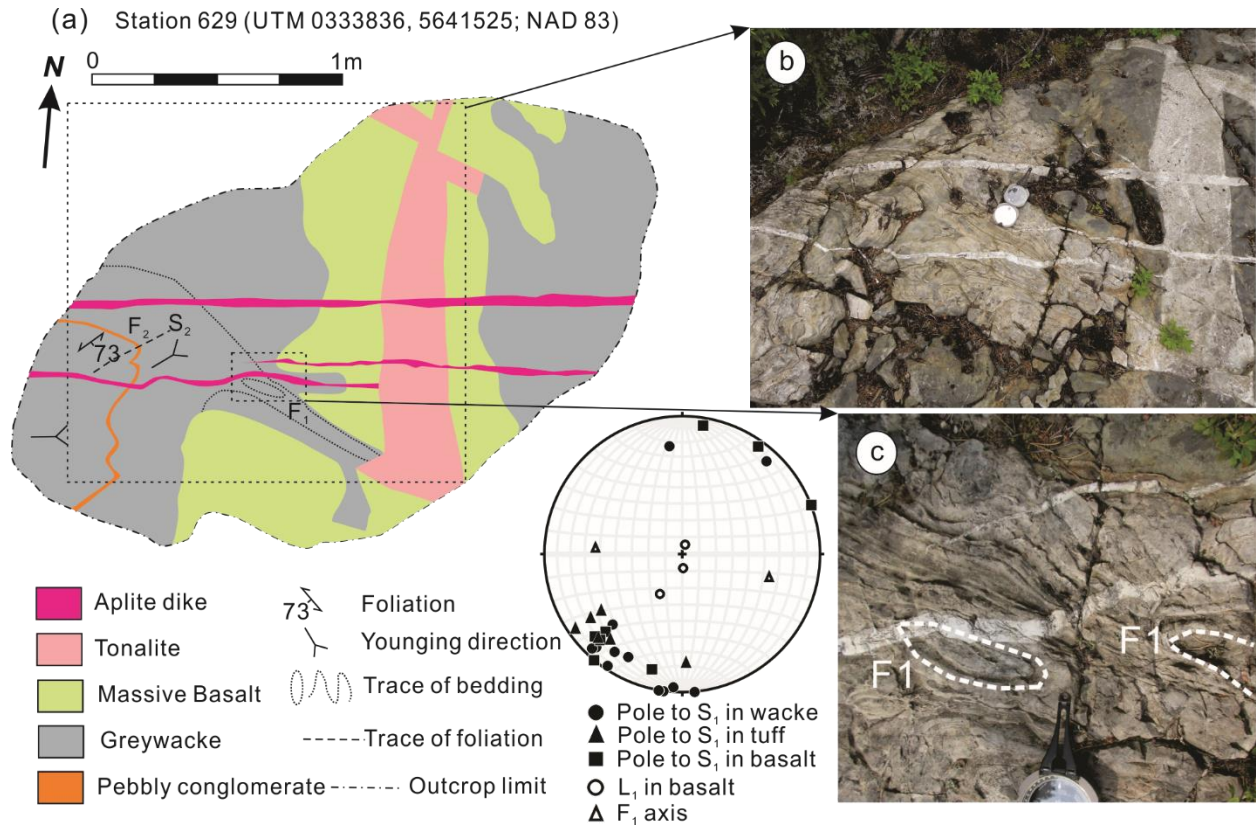 (a) Station 629 (UTM 0333836, 5641525; NAD 83)
0 1m
N
b
F2 S2
73
F1
c
F1 F1
Aplite dike
Tonalite
Massive Basalt
Greywacke
Pebbly conglomerate
73 Foliation
Younging direction
Trace of bedding
Trace of foliation
Outcrop limit
Pole to S1 in wacke
Pole to S1 in tuff
Pole to S1 in basalt
L1 in basalt
F1 axis